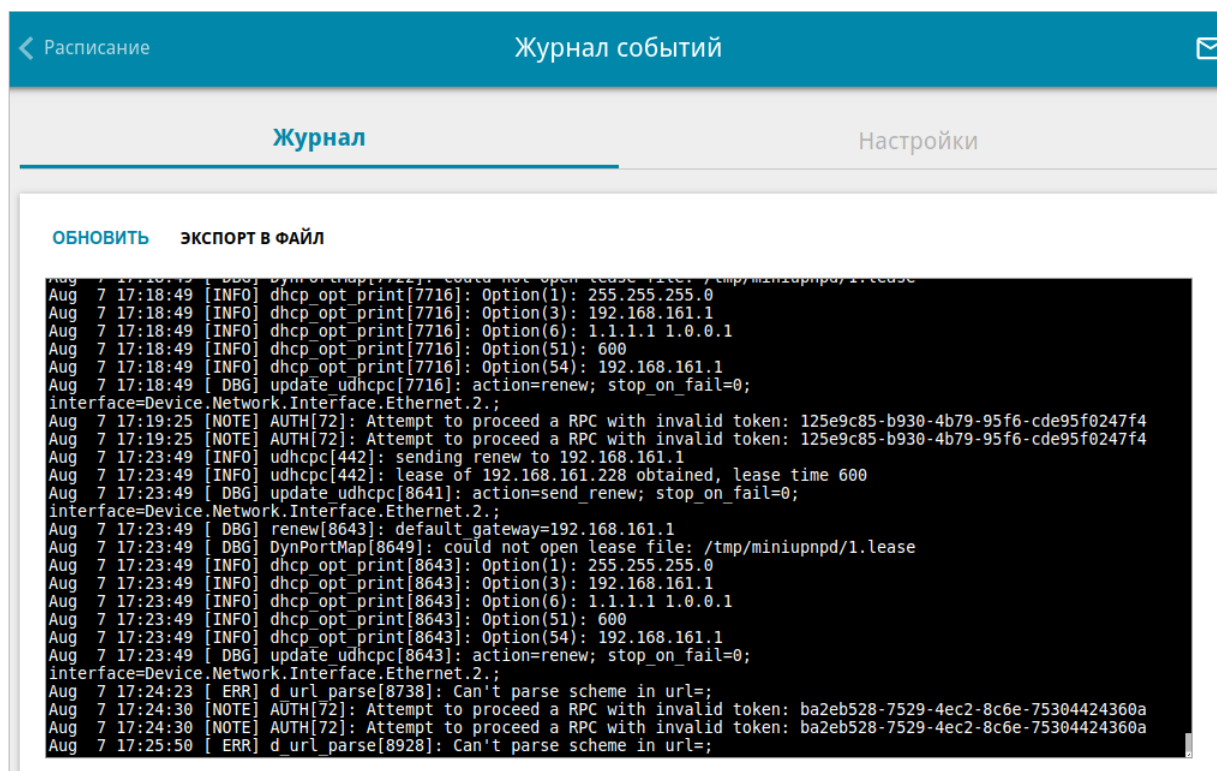 Расписание
Журнал событий
Журнал
Настройки
ОБНОВИТЬ ЭКСПОРТ В ФАЙЛ
Aug  7 17:18:49 [ DBG] DynPortMap[7722]: could not open lease file: /tmp/miniupnpd/1.lease
Aug  7 17:18:49 [INFO] dhcp_opt_print[7716]: Option(1): 255.255.255.0
Aug  7 17:18:49 [INFO] dhcp_opt_print[7716]: Option(3): 192.168.161.1
Aug  7 17:18:49 [INFO] dhcp_opt_print[7716]: Option(6): 1.1.1.1 1.0.0.1
Aug  7 17:18:49 [INFO] dhcp_opt_print[7716]: Option(51): 600
Aug  7 17:18:49 [INFO] dhcp_opt_print[7716]: Option(54): 192.168.161.1
Aug  7 17:18:49 [ DBG] update_udhcpc[7716]: action=renew; stop_on_fail=0;
interface=Device.Network.Interface.Ethernet.2.;
Aug  7 17:19:25 [NOTE] AUTH[72]: Attempt to proceed a RPC with invalid token: 125e9c85-b930-4b79-95f6-cde95f0247f4
Aug  7 17:19:25 [NOTE] AUTH[72]: Attempt to proceed a RPC with invalid token: 125e9c85-b930-4b79-95f6-cde95f0247f4
Aug  7 17:23:49 [INFO] udhcpc[442]: sending renew to 192.168.161.1
Aug  7 17:23:49 [INFO] udhcpc[442]: lease of 192.168.161.228 obtained, lease time 600
Aug  7 17:23:49 [ DBG] update_udhcpc[8641]: action=send_renew; stop_on_fail=0;
interface=Device.Network.Interface.Ethernet.2.;
Aug  7 17:23:49 [ DBG] renew[8643]: default_gateway=192.168.161.1
Aug  7 17:23:49 [ DBG] DynPortMap[8649]: could not open lease file: /tmp/miniupnpd/1.lease
Aug  7 17:23:49 [INFO] dhcp_opt_print[8643]: Option(1): 255.255.255.0
Aug  7 17:23:49 [INFO] dhcp_opt_print[8643]: Option(3): 192.168.161.1
Aug  7 17:23:49 [INFO] dhcp_opt_print[8643]: Option(6): 1.1.1.1 1.0.0.1
Aug  7 17:23:49 [INFO] dhcp_opt_print[8643]: Option(51): 600
Aug  7 17:23:49 [INFO] dhcp_opt_print[8643]: Option(54): 192.168.161.1
Aug  7 17:23:49 [ DBG] update_udhcpc[8643]: action=renew; stop_on_fail=0;
interface=Device.Network.Interface.Ethernet.2.;
Aug  7 17:24:23 [ ERR] d_url_parse[8738]: Can't parse scheme in url=;
Aug  7 17:24:30 [NOTE] AUTH[72]: Attempt to proceed a RPC with invalid token: ba2eb528-7529-4ec2-8c6e-75304424360a
Aug  7 17:24:30 [NOTE] AUTH[72]: Attempt to proceed a RPC with invalid token: ba2eb528-7529-4ec2-8c6e-75304424360a
Aug  7 17:25:50 [ ERR] d_url_parse[8928]: Can't parse scheme in url=;